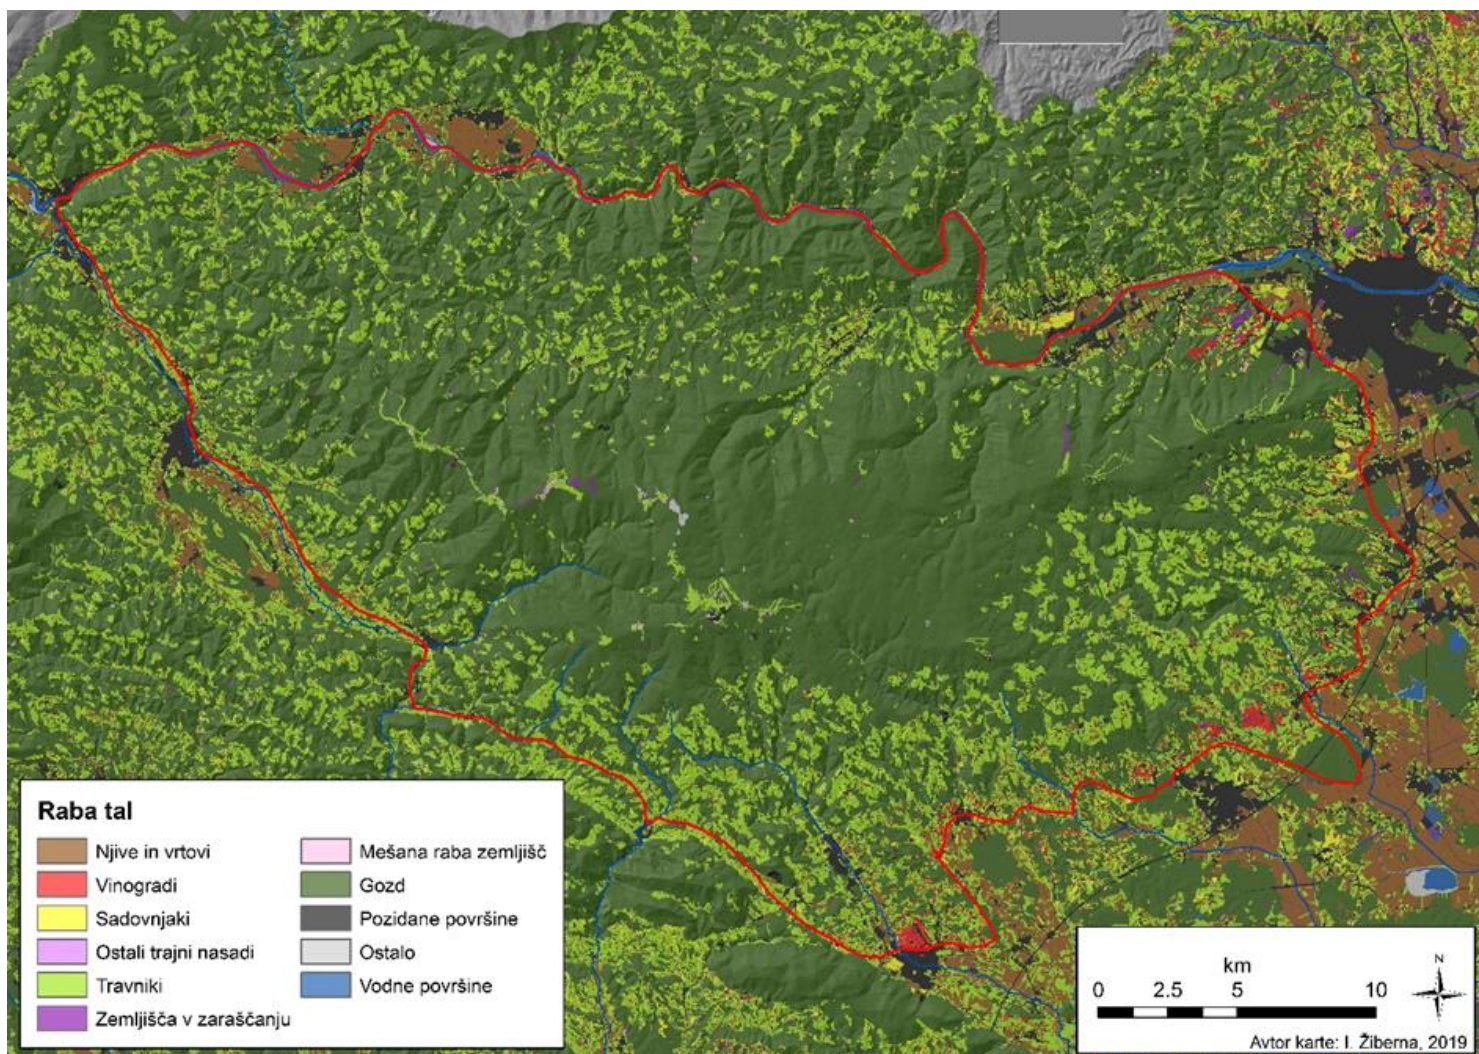 Raba tal
Njive in vrtovi
Vinogradi
Sadovnjaki
Ostali trajni nasadi
Travniki
Zemljišča v zaraščanju
Mešana raba zemljišč
Gozd
Pozidane površine
Ostalo
Vodne površine
km
0 2.5 5 10
N
Avtor karte: I. Žiberna, 2019